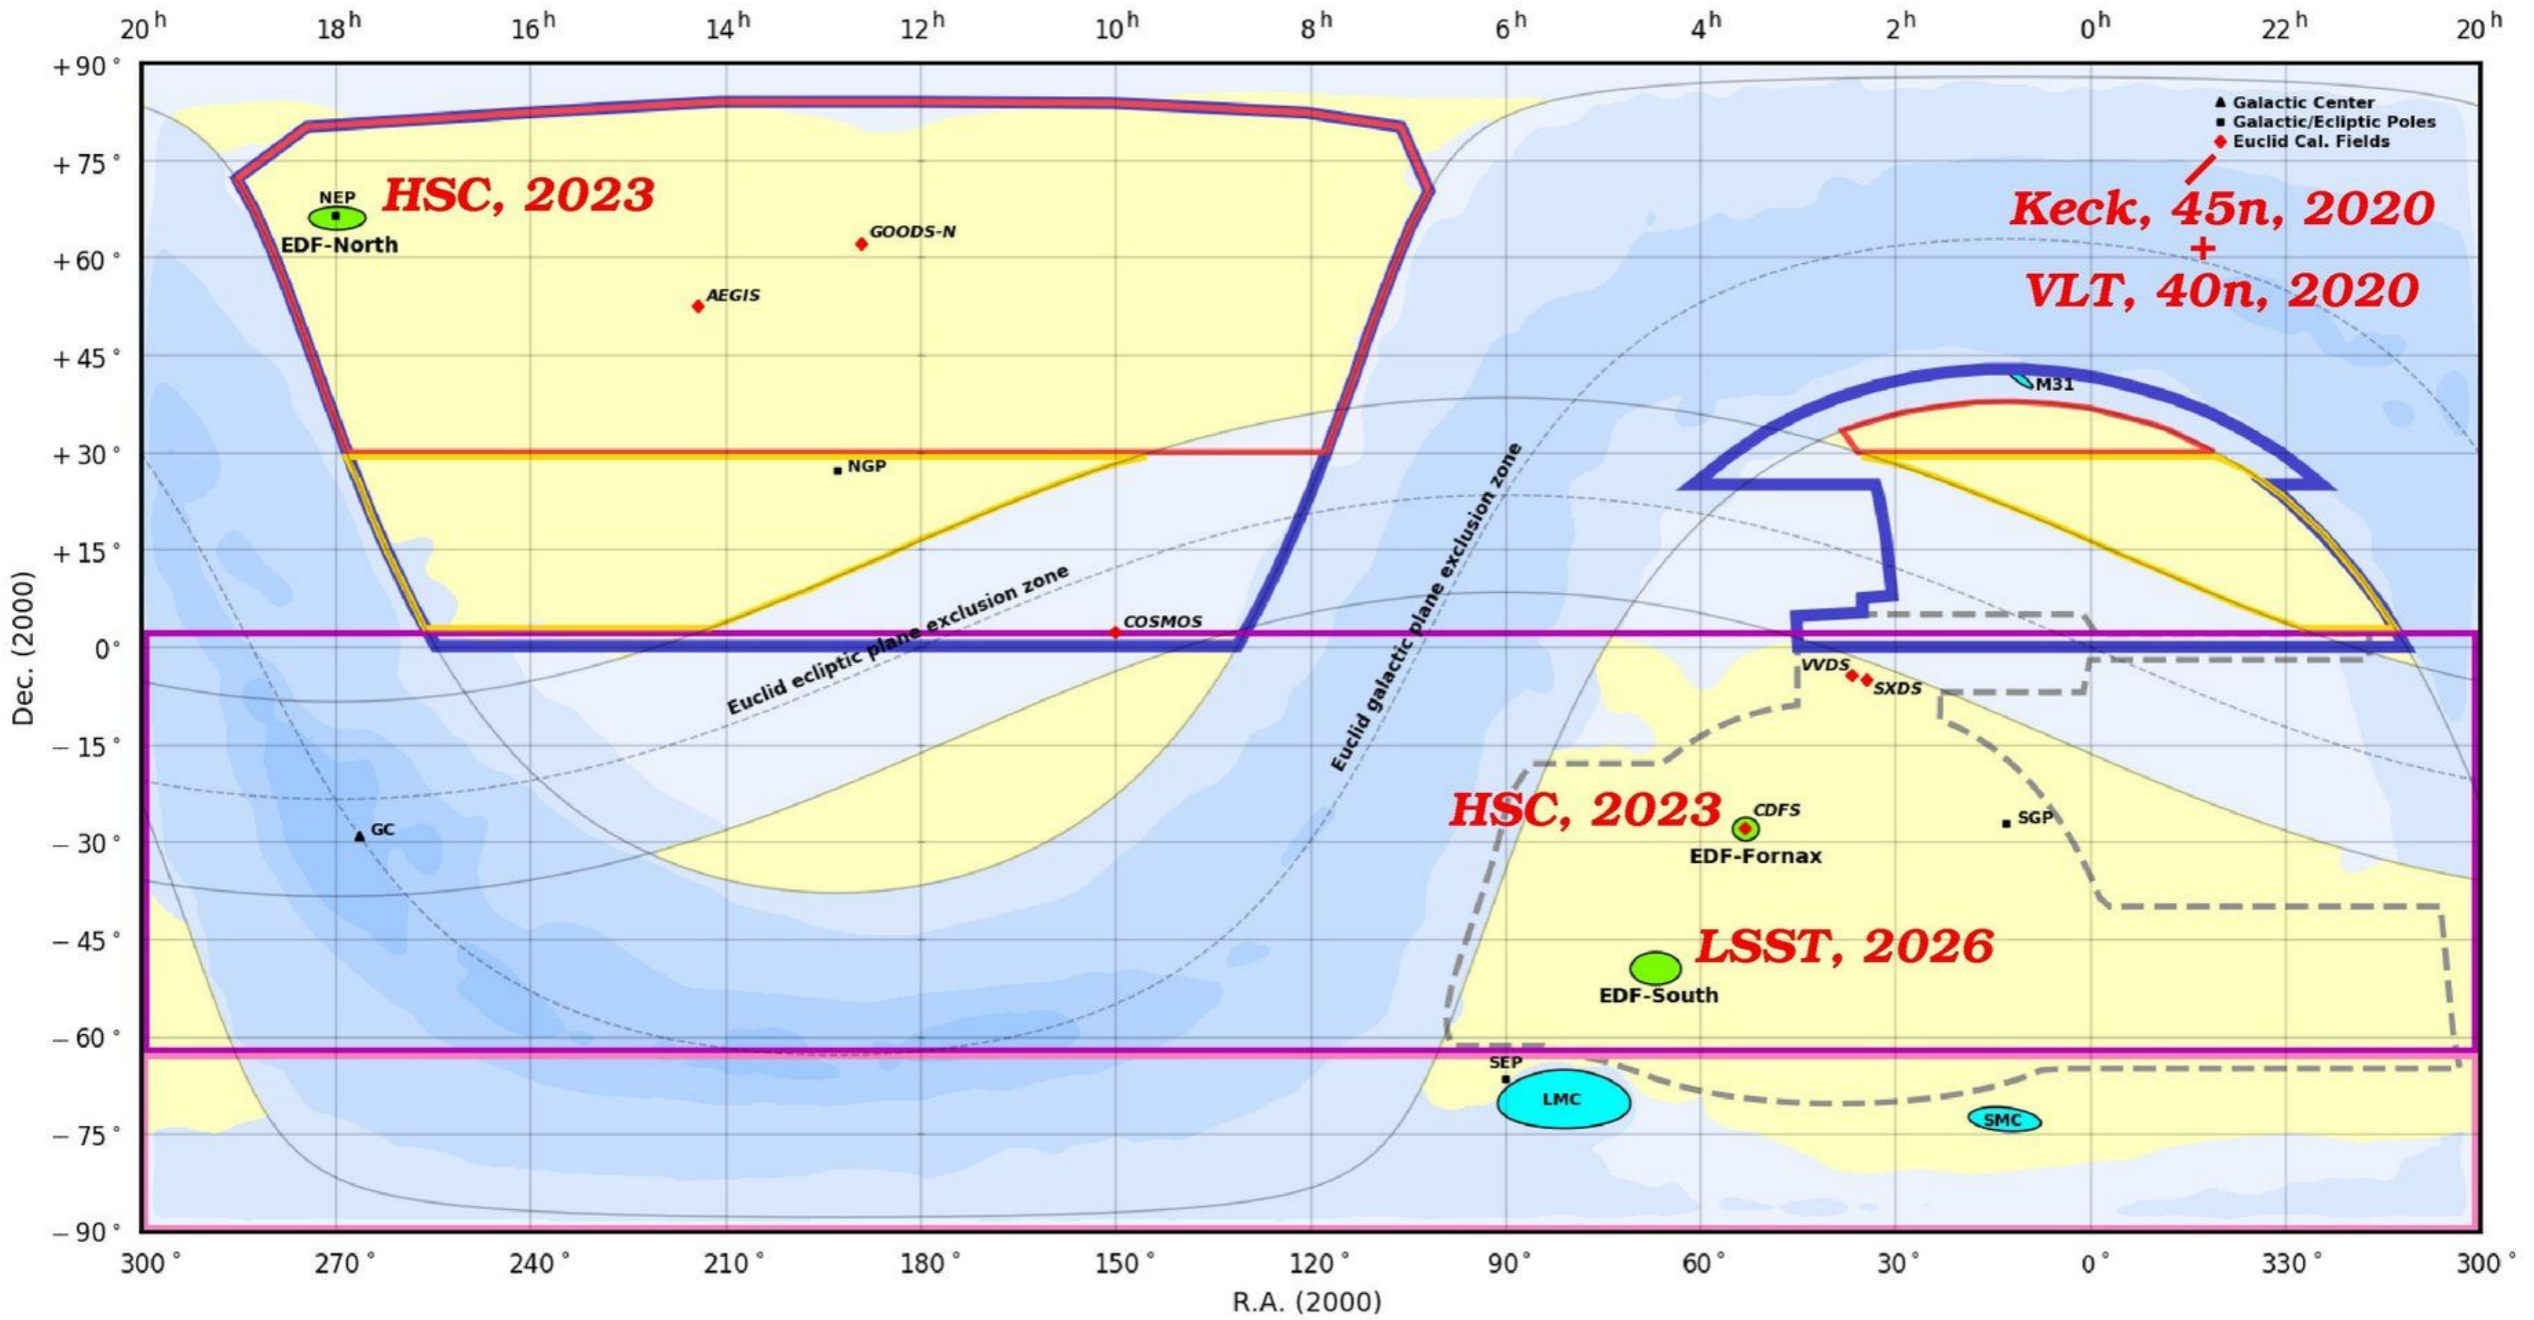 20h 18h 16h 14h 12h 10h 8h 6h 4h 2h 0h 22h 20h
+90°
+75°
+60°
+45°
+30°
+15°
0°
−15°
−30°
−45°
−60°
−75°
−90°
Dec. (2000)
Galactic Center
Galactic/Ecliptic Poles
Euclid Cal. Fields
Keck, 45n, 2020
+
VLT, 40n, 2020
NEP
HSC, 2023
EDF-North
GOODS-N
AEGIS
M31
NGP
Euclid ecliptic plane exclusion zone
Euclid galactic plane exclusion zone
COSMOS
VVDS
SXDS
GC
HSC, 2023
CDFS
SGP
EDF-Fornax
LSST, 2026
EDF-South
SEP
LMC
SMC
300° 270° 240° 210° 180° 150° 120° 90° 60° 30° 0° 330° 300°
R.A. (2000)